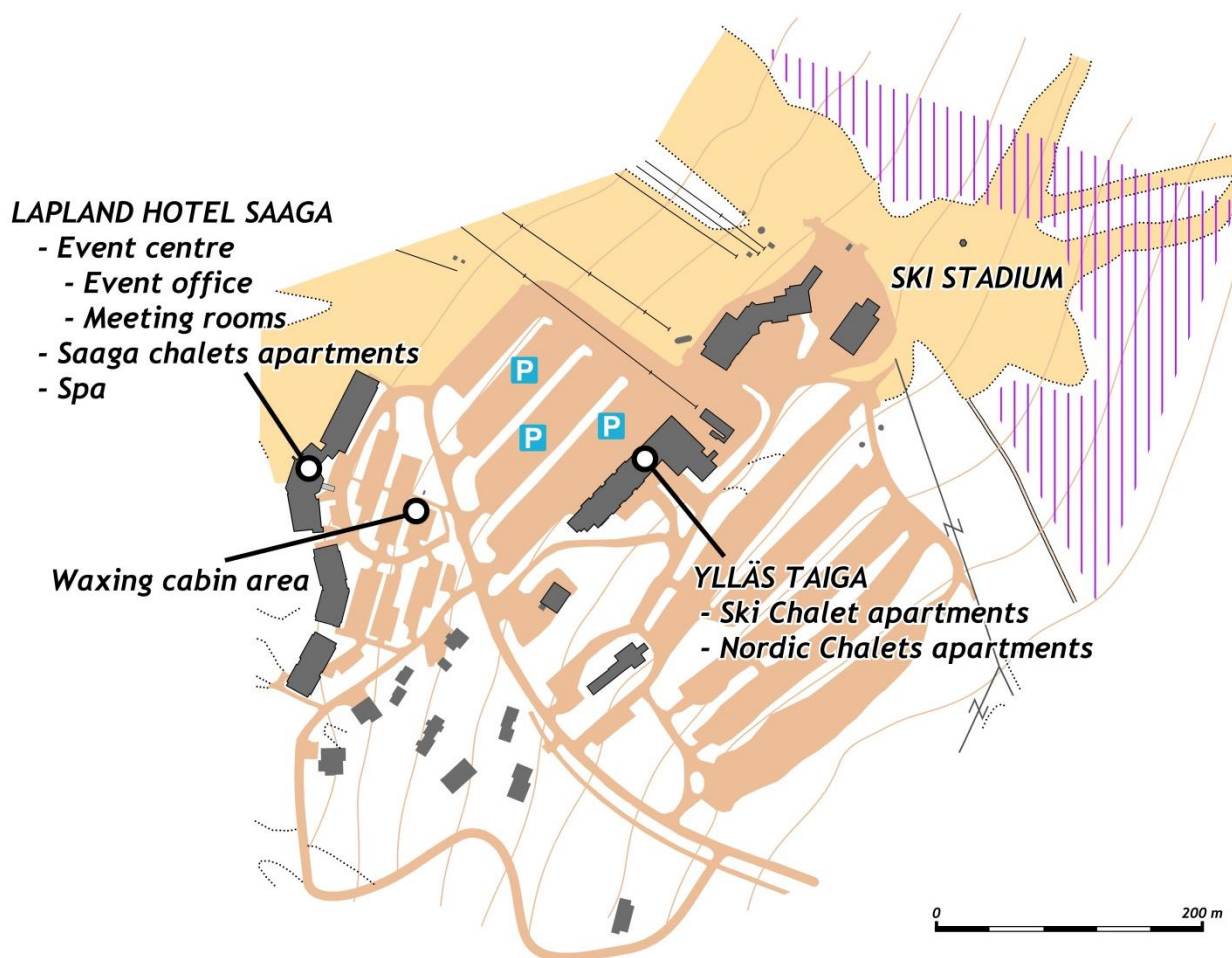 LAPLAND HOTEL SAAGA
- Event centre
- Event office
- Meeting rooms
- Saaga chalets apartments
- Spa
SKI STADIUM
P
P
P
Waxing cabin area
YLLÄS TAIGA
- Ski Chalet apartments
- Nordic Chalets apartments
0 200 m